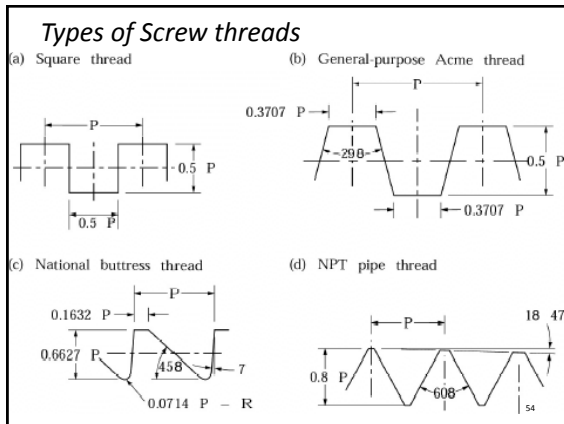 Types of Screw threads
(a) Square thread
P
0.5 P
0.5 P
(b) General-purpose Acme thread
P
0.3707 P
298
0.5 P
0.3707 P
(c) National buttress thread
P
0.1632 P
0.6627 P
458
7
0.0714 P – R
(d) NPT pipe thread
18 47
P
0.8 P
608
54